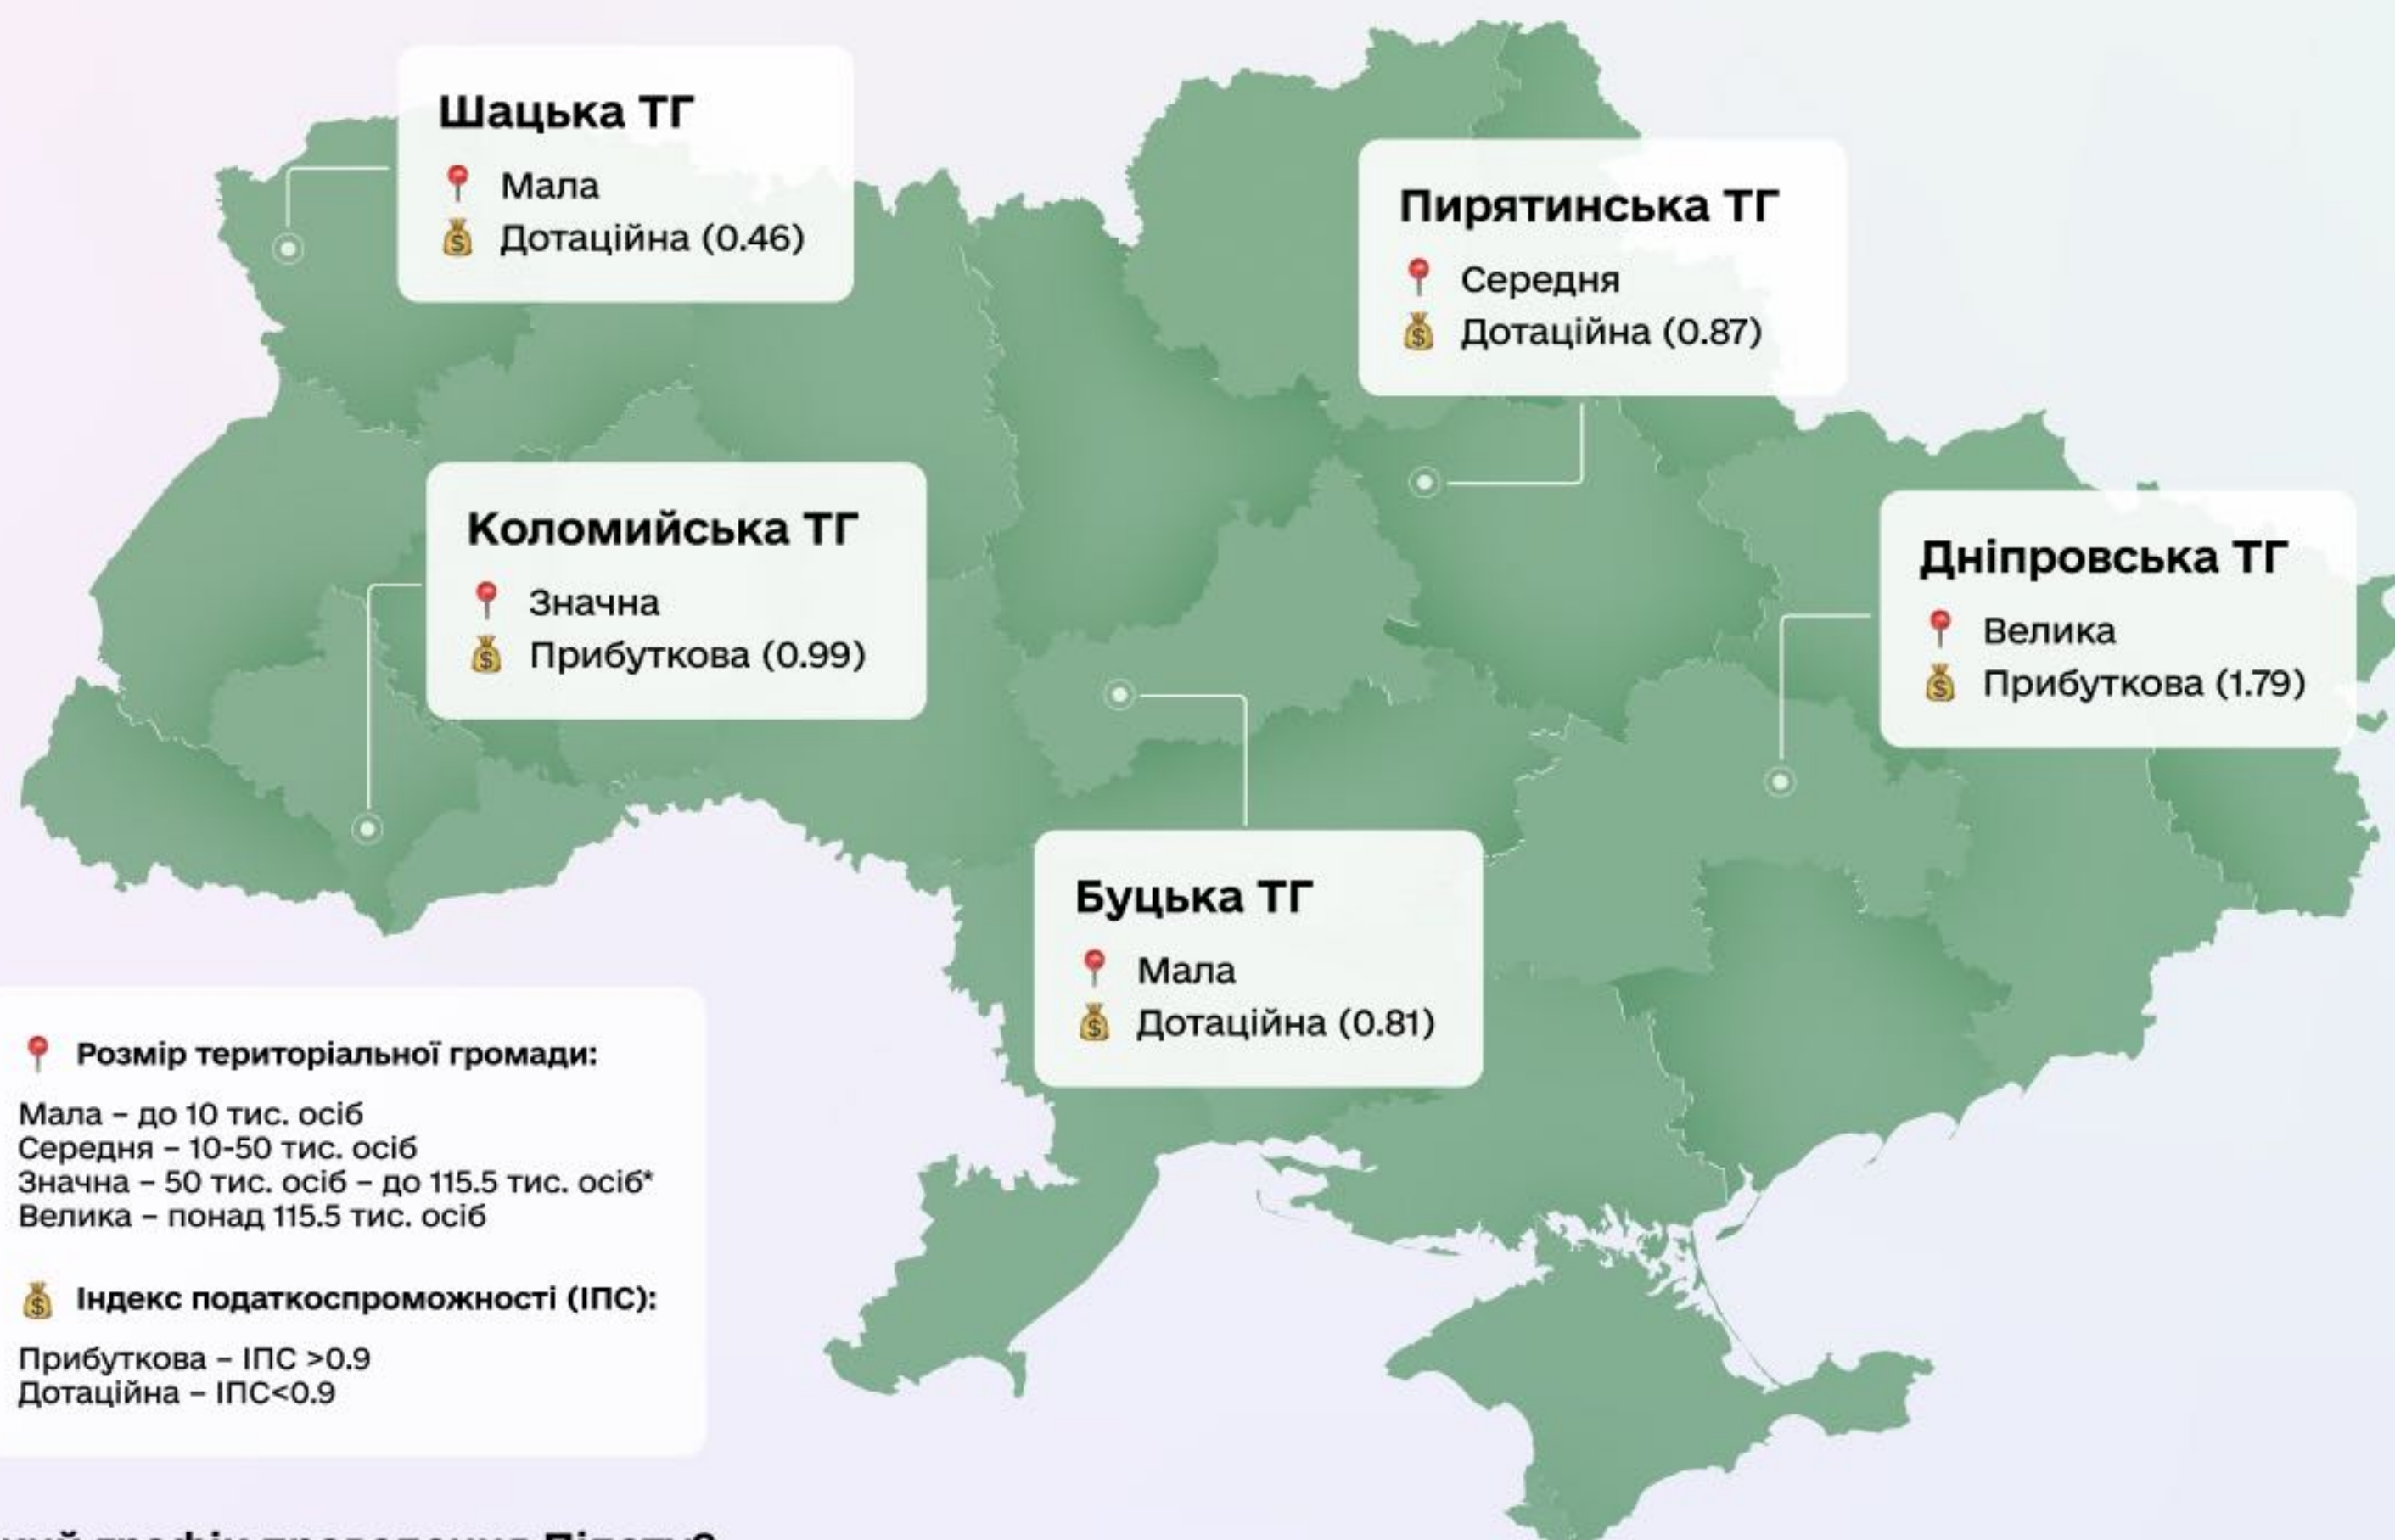 Шацька ТГ
Мала
Дотаційна (0.46)
Пирятинська ТГ
Середня
Дотаційна (0.87)
Коломийська ТГ
Значна
Прибуткова (0.99)
Дніпровська ТГ
Велика
Прибуткова (1.79)
Буцька ТГ
Мала
Дотаційна (0.81)
Розмір територіальної громади:
Мала – до 10 тис. осіб
Середня – 10-50 тис. осіб
Значна – 50 тис. осіб – до 115.5 тис. осіб*
Велика – понад 115.5 тис. осіб
Індекс податкоспроможності (ІПС):
Прибуткова – ІПС >0.9
Дотаційна – ІПС<0.9